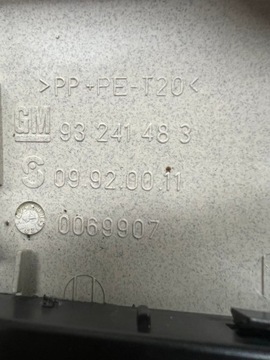 >PP+PE-T20<
GM 93 241 48 3
S 09.92.00.11
0069907